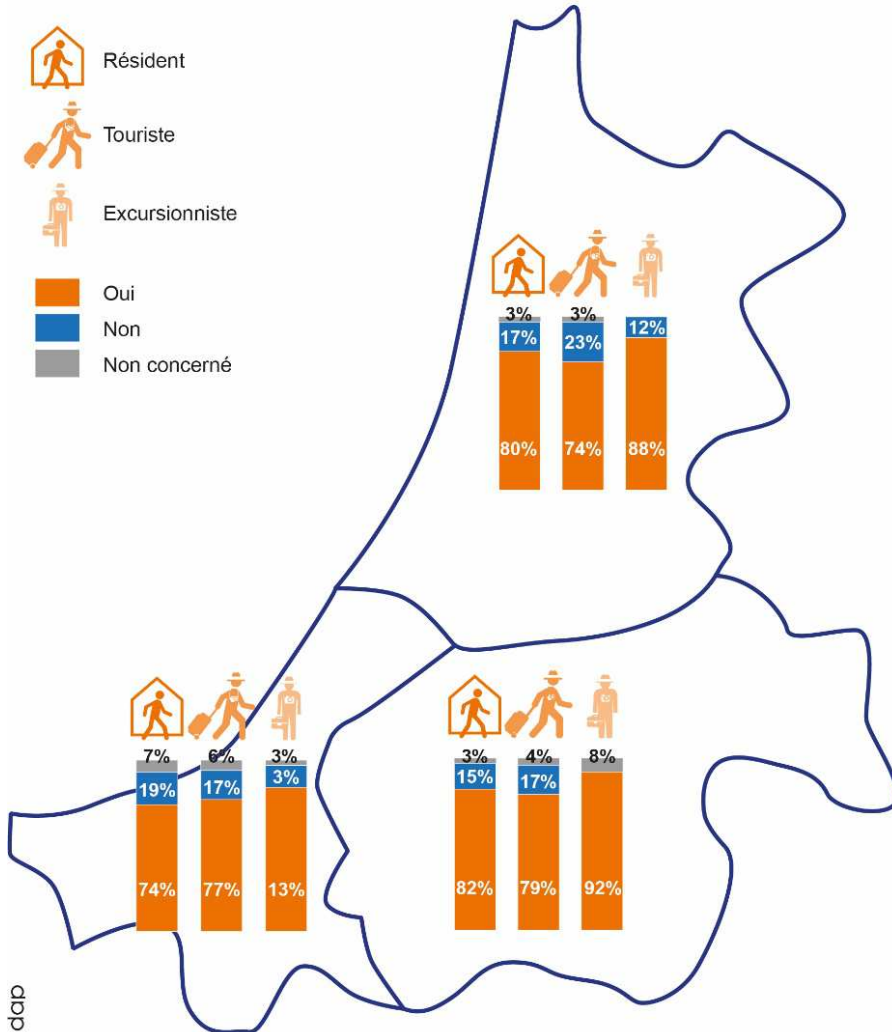 Résident
Touriste
Excursionniste
Oui
Non
Non concerné
3% 3%
17% 23% 12%
80% 74% 88%
7% 6% 3%
19% 17% 3%
74% 77% 13%
3% 4% 8%
15% 17%
82% 79% 92%
dap